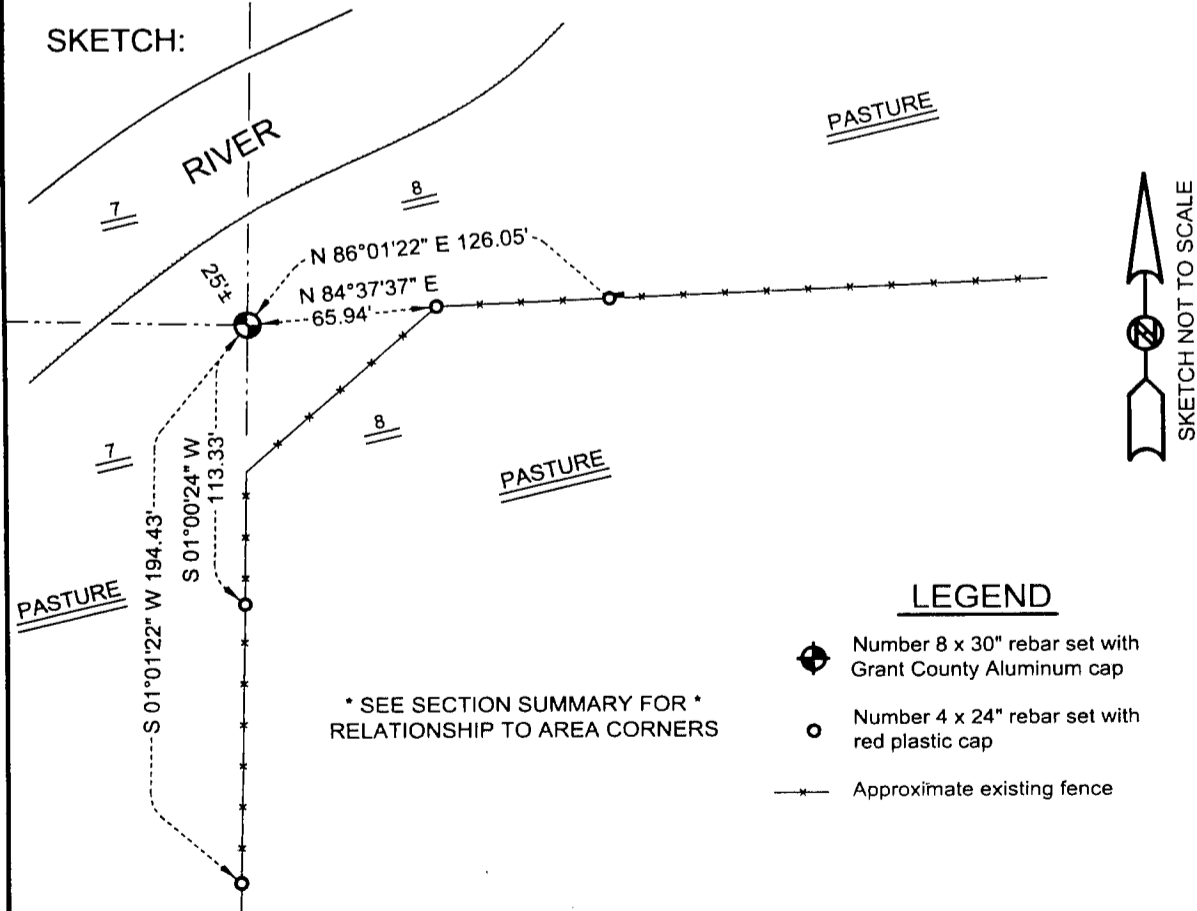 SKETCH:
RIVER
PASTURE
7
8
N 86°01'22" E 126.05'
25'±
N 84°37'37" E
65.94'
N
SKETCH NOT TO SCALE
7
8
PASTURE
S 01°00'24" W
113.33'
S 01°01'22" W 194.43'
PASTURE
* SEE SECTION SUMMARY FOR *
RELATIONSHIP TO AREA CORNERS
LEGEND
Number 8 x 30" rebar set with
Grant County Aluminum cap
Number 4 x 24" rebar set with
red plastic cap
Approximate existing fence